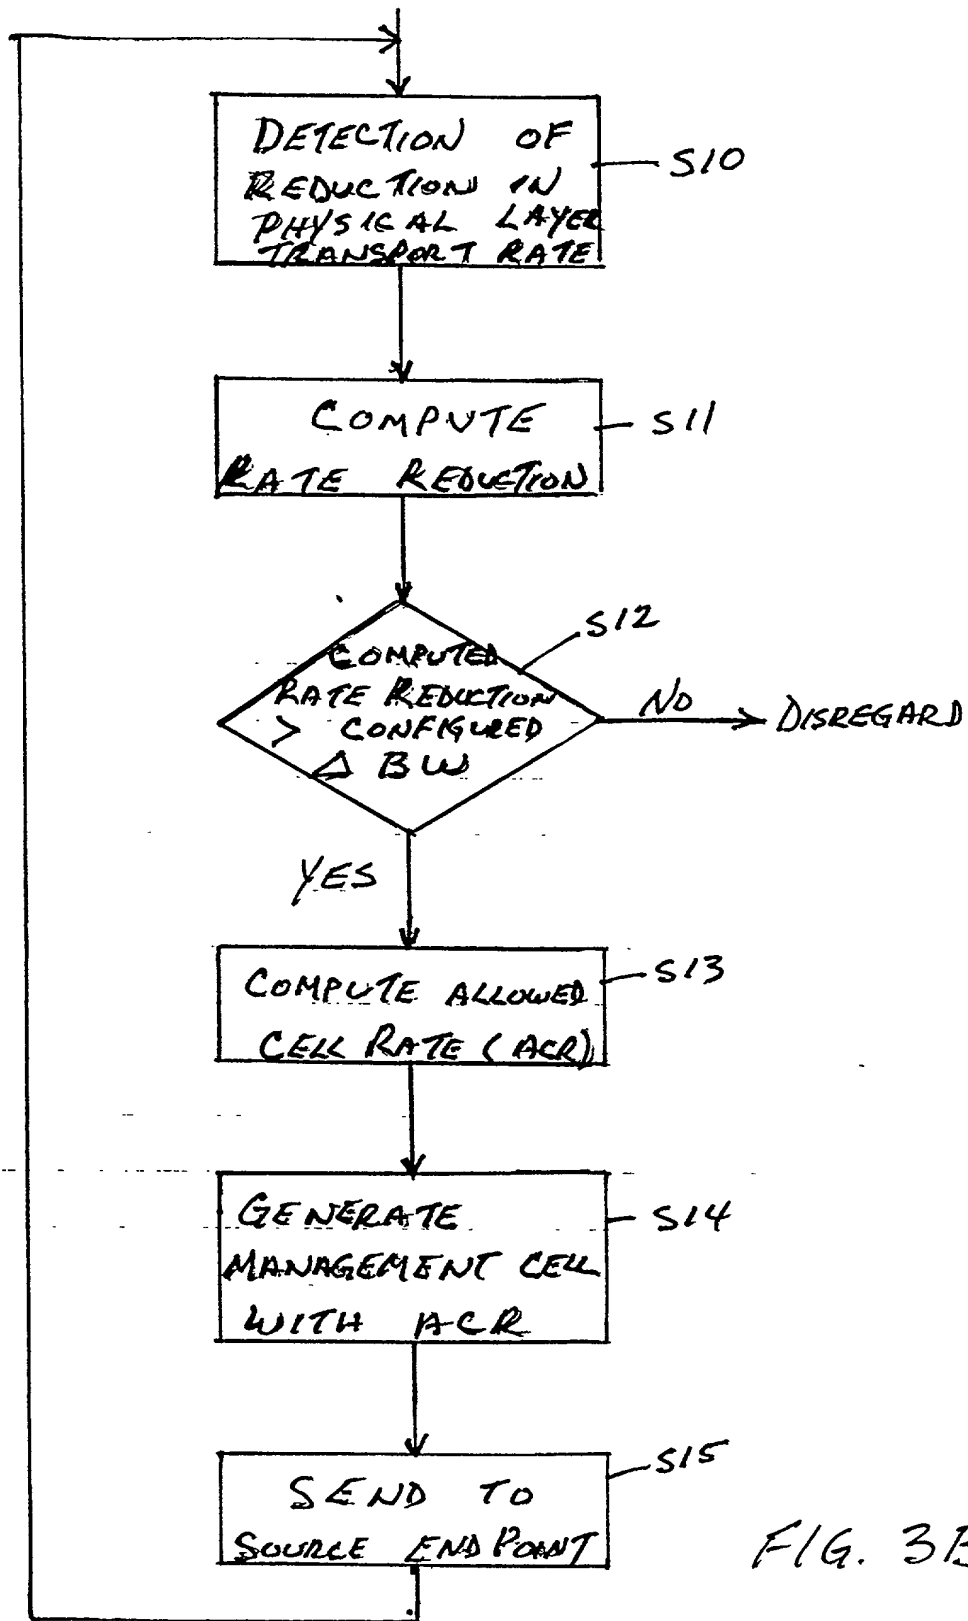 DETECTION OF
REDUCTION IN
PHYSICAL LAYER
TRANSPORT RATE
S10
COMPUTE
RATE REDUCTION
S11
COMPUTED
RATE REDUCTION
> CONFIGURED
Δ BW
S12
NO
DISREGARD
YES
COMPUTE ALLOWED
CELL RATE (ACR)
S13
GENERATE
MANAGEMENT CELL
WITH ACR
S14
SEND TO
SOURCE ENDPOINT
S15
FIG. 3B